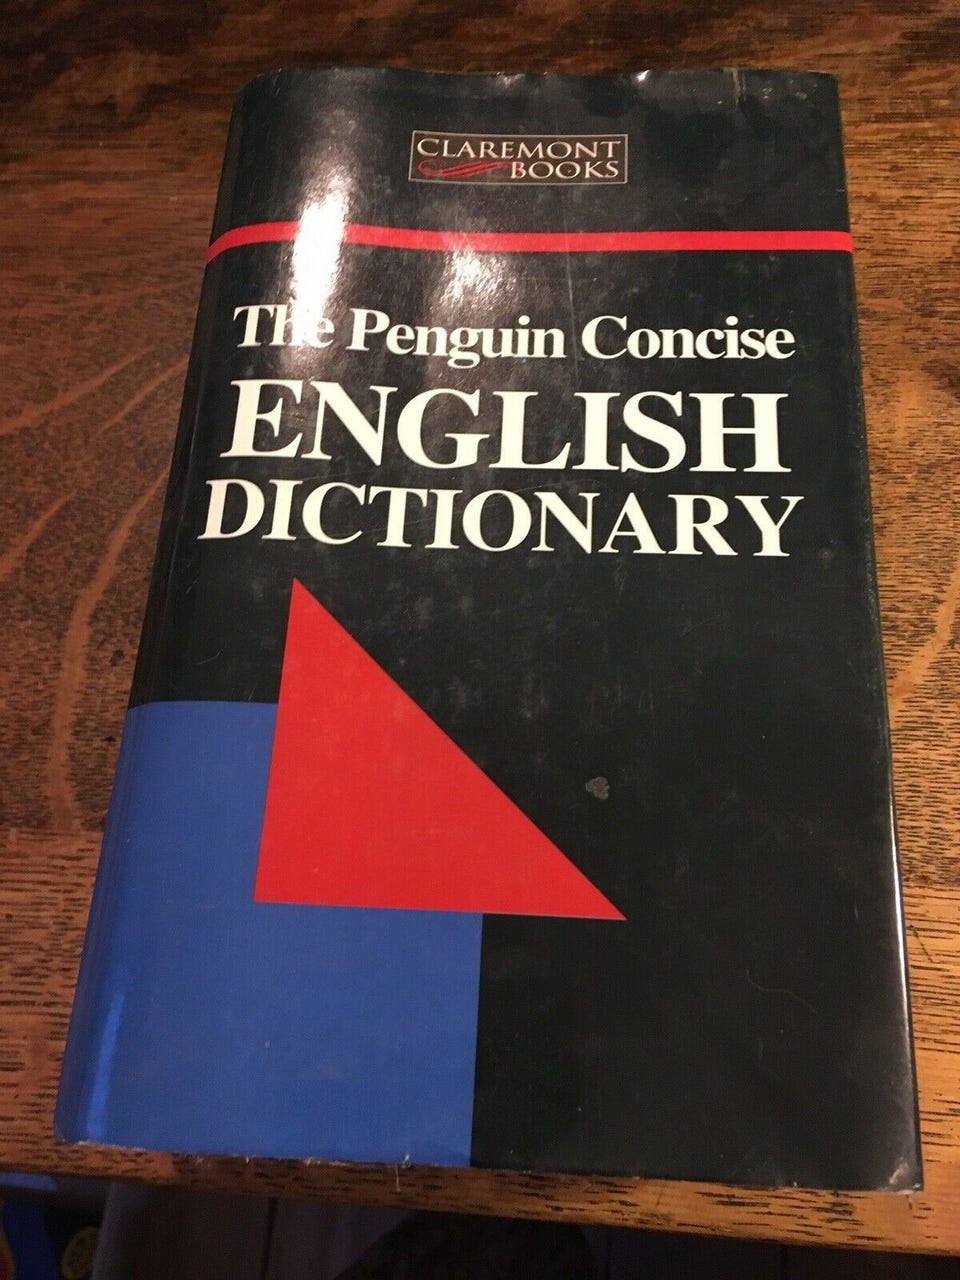 CLAREMONT
BOOKS
The Penguin Concise
ENGLISH
DICTIONARY